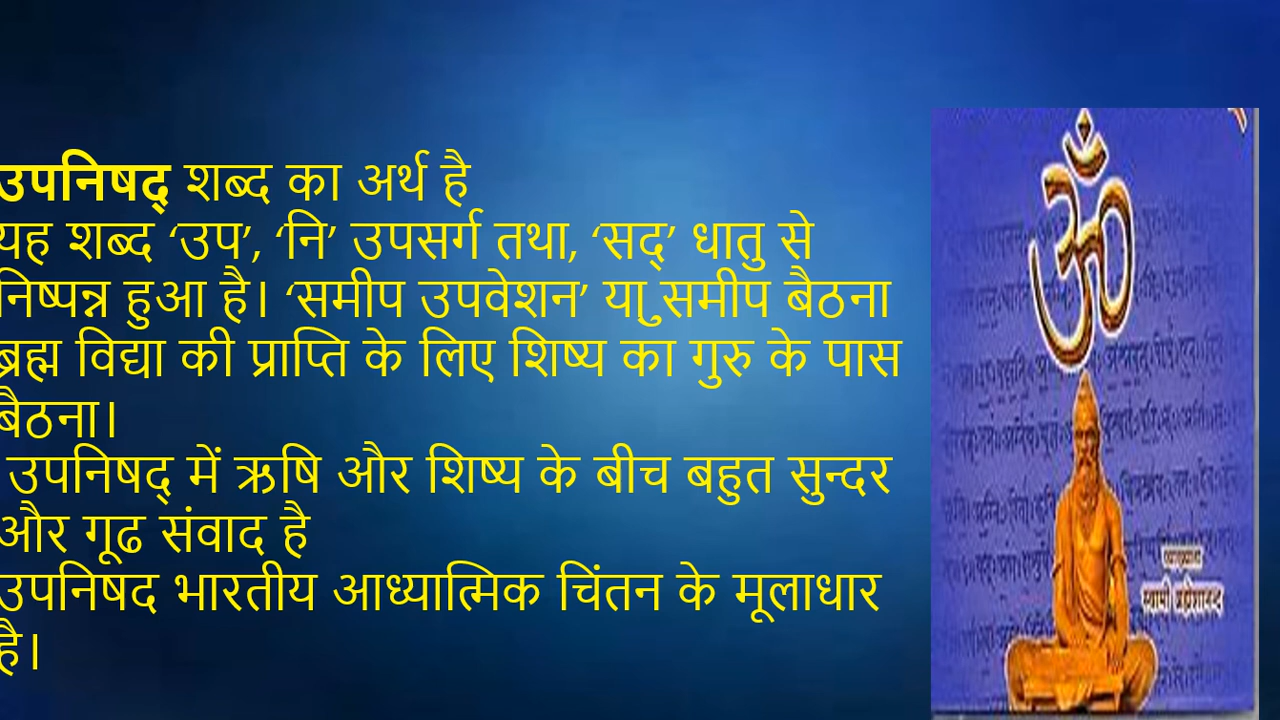 उपनिषद् शब्द का अर्थ है
यह शब्द ‘उप’, ‘नि’ उपसर्ग तथा, ‘सद्’ धातु से
निष्पन्न हुआ है। ‘समीप उपवेशन’ या ुसमीप बैठना
ब्रह्म विद्या की प्राप्ति के लिए शिष्य का गुरु के पास
बैठना।
उपनिषद् में ऋषि और शिष्य के बीच बहुत सुन्दर
और गूढ संवाद है
उपनिषद भारतीय आध्यात्मिक चिंतन के मूलाधार
है।
ॐ
स्वामी